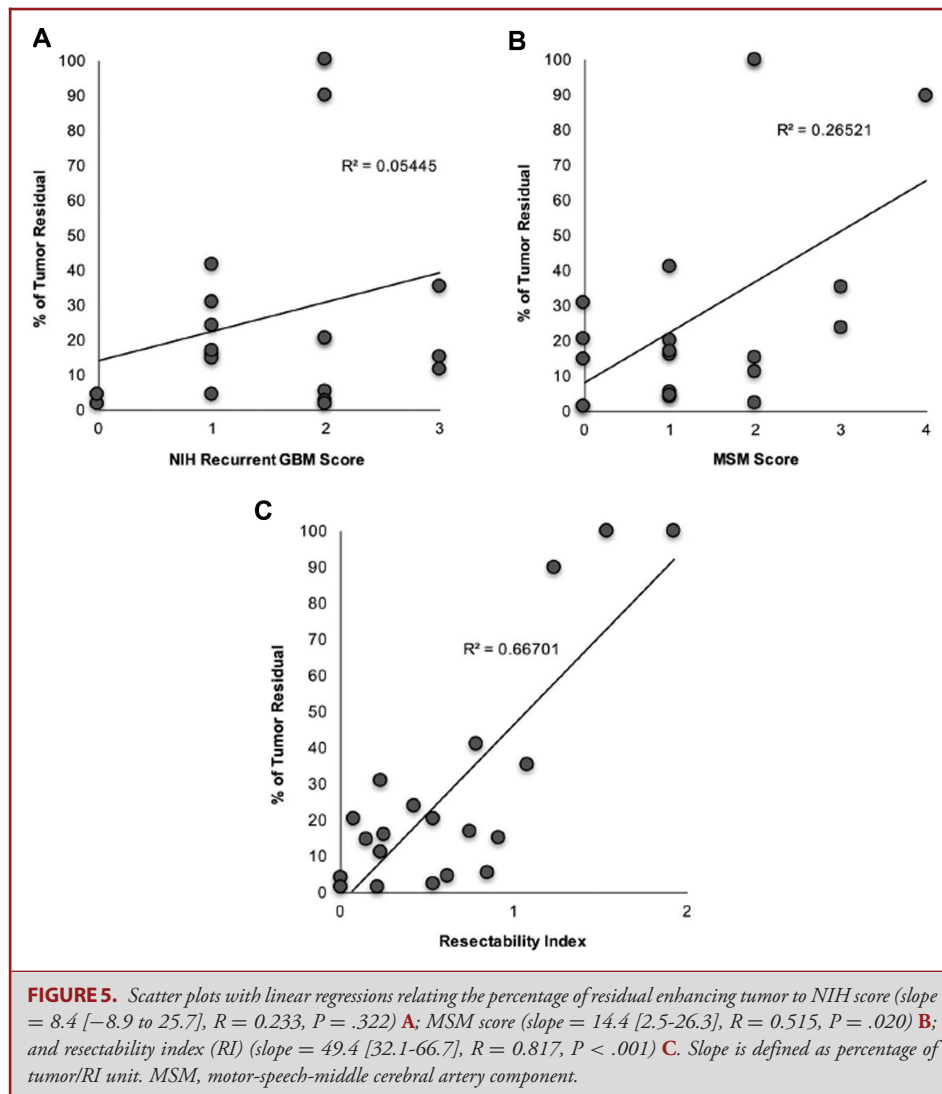 A
100
90
80
70
60
50
40
30
20
10
0
% of Tumor Residual
R² = 0.05445
0 1 2 3
NIH Recurrent GBM Score
B
100
90
80
70
60
50
40
30
20
10
0
% of Tumor Residual
R² = 0.26521
0 1 2 3 4
MSM Score
C
100
90
80
70
60
50
40
30
20
10
0
% of Tumor Residual
R² = 0.66701
0 1 2
Resectability Index
FIGURE 5. Scatter plots with linear regressions relating the percentage of residual enhancing tumor to NIH score (slope
= 8.4 [−8.9 to 25.7], R = 0.233, P = .322) A; MSM score (slope = 14.4 [2.5-26.3], R = 0.515, P = .020) B;
and resectability index (RI) (slope = 49.4 [32.1-66.7], R = 0.817, P < .001) C. Slope is defined as percentage of
tumor/RI unit. MSM, motor-speech-middle cerebral artery component.